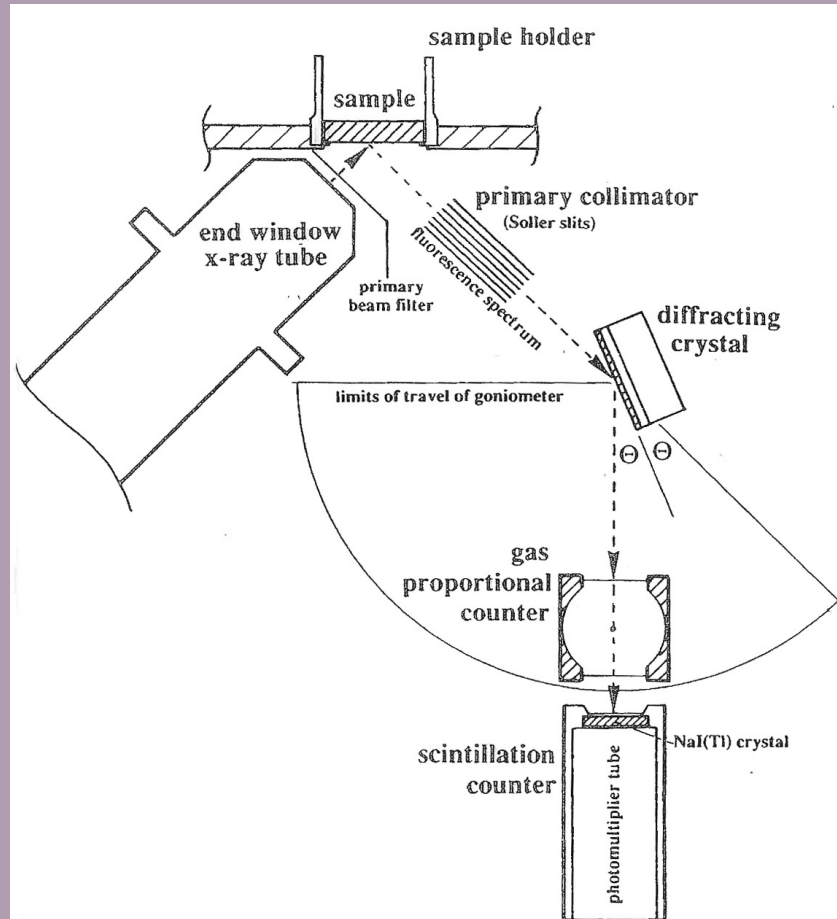 sample holder
sample
primary collimator
(Soller slits)
end window
x-ray tube
fluorescence spectrum
primary
beam filter
diffracting
crystal
limits of travel of goniometer
Θ Θ
gas
proportional
counter
NaI(Tl) crystal
scintillation
counter
photomultiplier tube